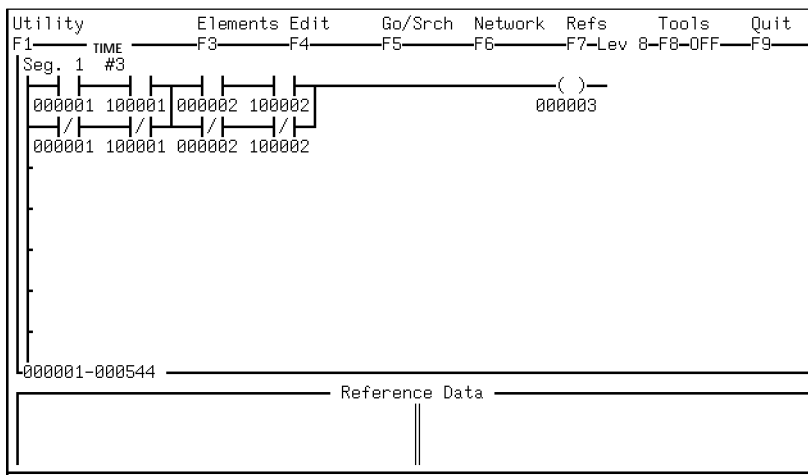 Utility Elements Edit Go/Srch Network Refs Tools Quit
F1 TIME F3 F4 F5 F6 F7-Lev 8-F8-OFF F9
Seg. 1 #3
( )
000001 100001 000002 100002 000003
/ / / /
000001 100001 000002 100002
000001-000544
Reference Data